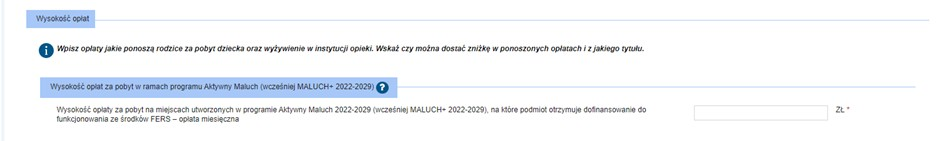 Wysokość opłat
Wpisz opłaty jakie ponoszą rodzice za pobyt dziecka oraz wyżywienie w instytucji opieki. Wskaż czy można dostać zniżkę w ponoszonych opłatach i z jakiego tytułu.
Wysokość opłat za pobyt w ramach programu Aktywny Maluch (wcześniej MALUCH+ 2022-2029) ?
Wysokość opłaty za pobyt na miejscach utworzonych w programie Aktywny Maluch 2022-2029 (wcześniej MALUCH+ 2022-2029), na które podmiot otrzymuje dofinansowanie do
funkcjonowania ze środków FERS – opłata miesięczna
ZŁ *